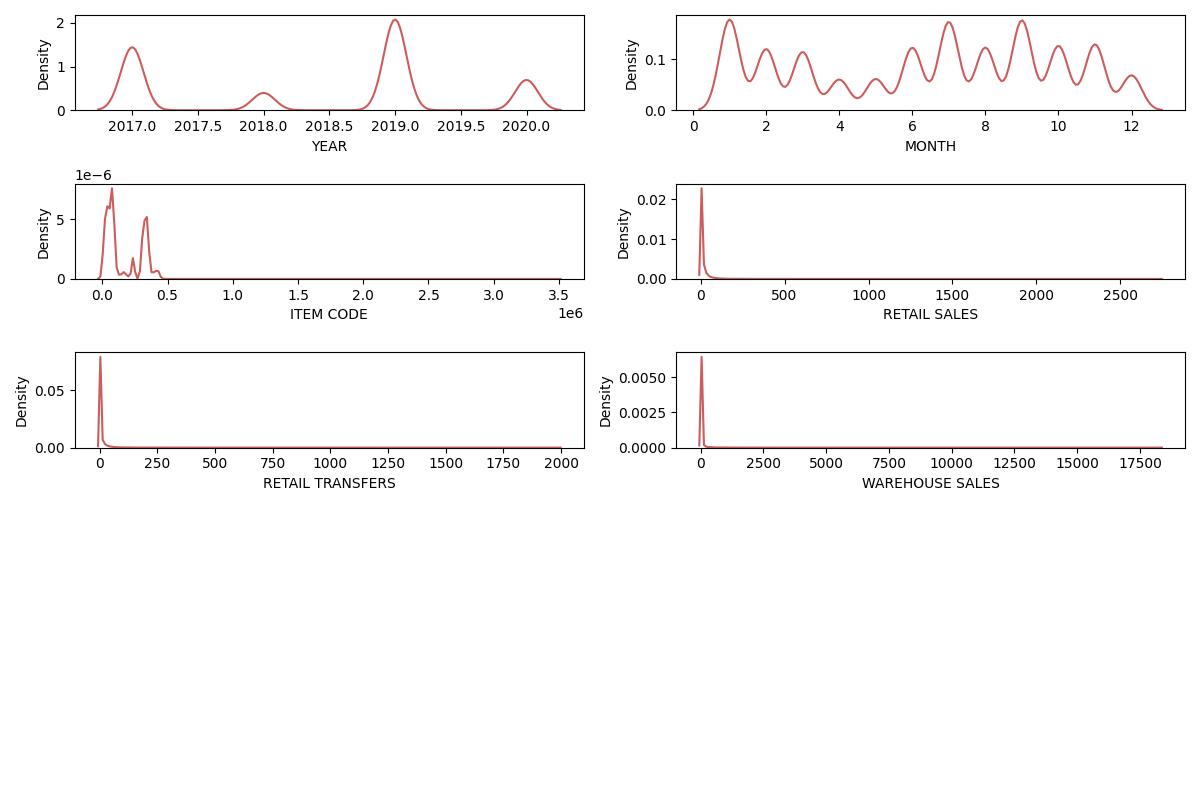 Density
2
1
0
2017.0 2017.5 2018.0 2018.5 2019.0 2019.5 2020.0
YEAR
Density
0.1
0.0
0 2 4 6 8 10 12
MONTH
1e−6
Density
5
0
0.0 0.5 1.0 1.5 2.0 2.5 3.0 3.5
ITEM CODE
1e6
Density
0.02
0.01
0.00
0 500 1000 1500 2000 2500
RETAIL SALES
Density
0.05
0.00
0 250 500 750 1000 1250 1500 1750 2000
RETAIL TRANSFERS
Density
0.0050
0.0025
0.0000
0 2500 5000 7500 10000 12500 15000 17500
WAREHOUSE SALES